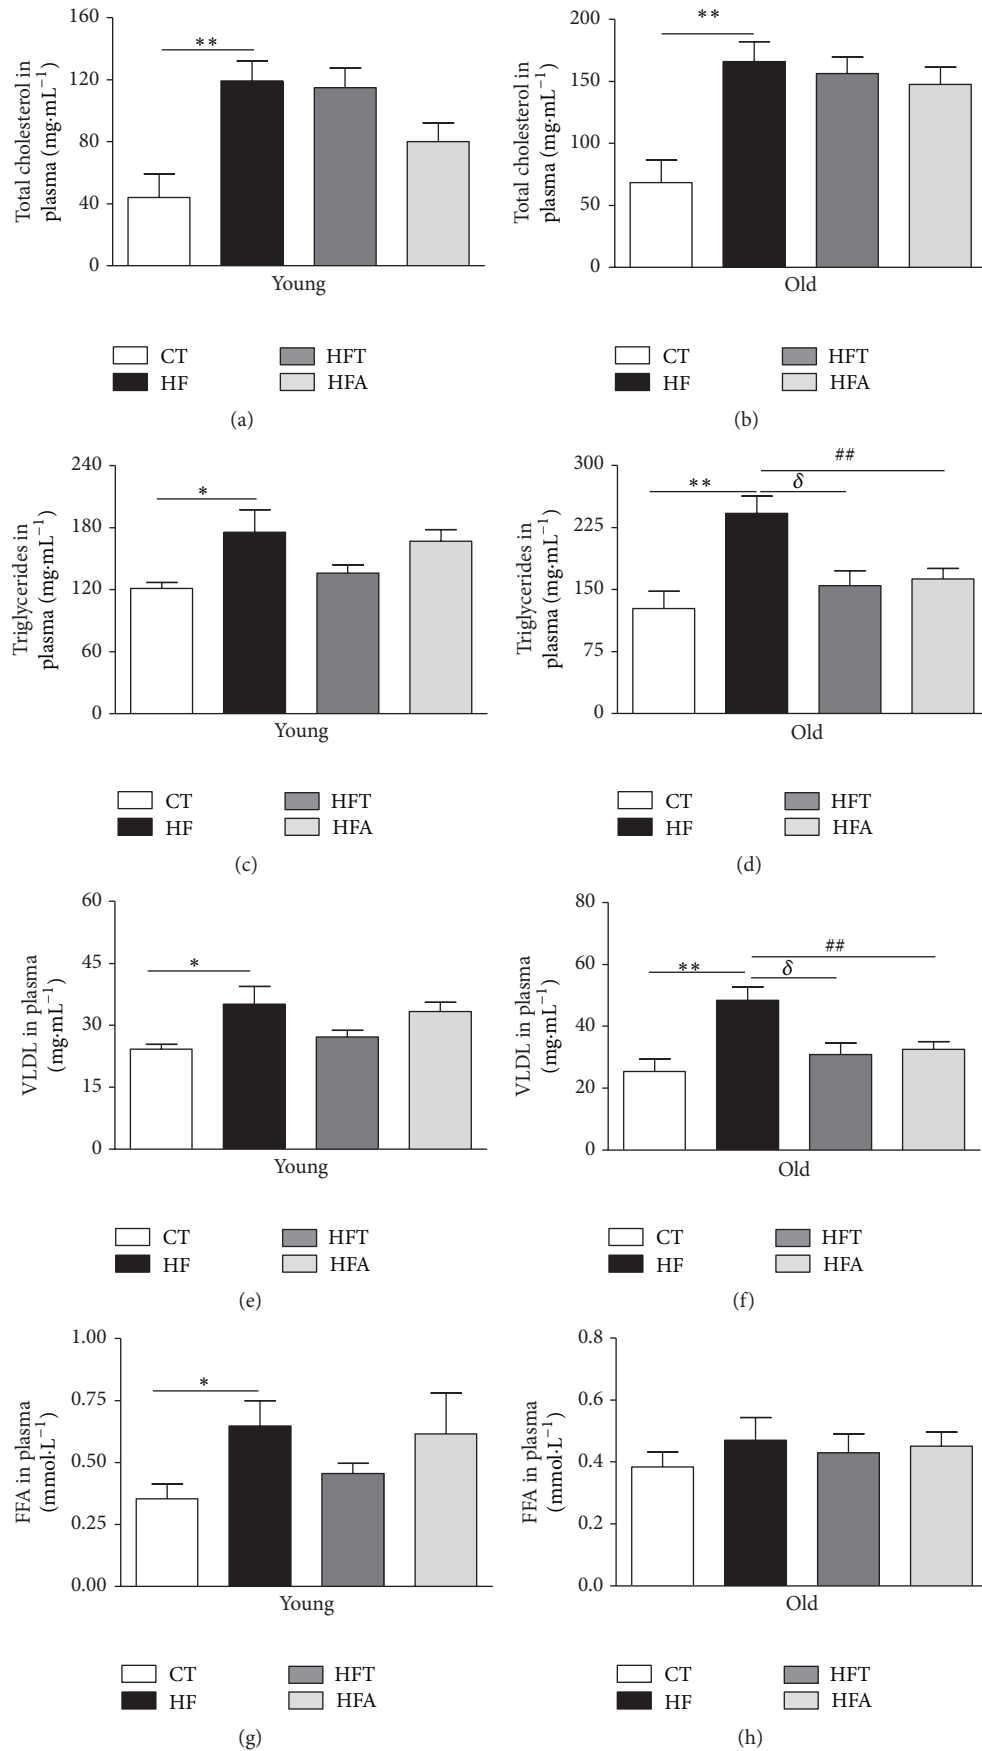 Total cholesterol in
plasma (mg·mL⁻¹)
160
120
80
40
0
**
Young
CT
HF
HFT
HFA
(a)
Total cholesterol in
plasma (mg·mL⁻¹)
200
150
100
50
0
**
Old
CT
HF
HFT
HFA
(b)
Triglycerides in
plasma (mg·mL⁻¹)
240
180
120
60
0
*
Young
CT
HF
HFT
HFA
(c)
Triglycerides in
plasma (mg·mL⁻¹)
300
225
150
75
0
##
** δ
Old
CT
HF
HFT
HFA
(d)
VLDL in plasma
(mg·mL⁻¹)
60
45
30
15
0
*
Young
CT
HF
HFT
HFA
(e)
VLDL in plasma
(mg·mL⁻¹)
80
60
40
20
0
##
** δ
Old
CT
HF
HFT
HFA
(f)
FFA in plasma
(mmol·L⁻¹)
1.00
0.75
0.50
0.25
0.00
*
Young
CT
HF
HFT
HFA
(g)
FFA in plasma
(mmol·L⁻¹)
0.8
0.6
0.4
0.2
0.0
Old
CT
HF
HFT
HFA
(h)